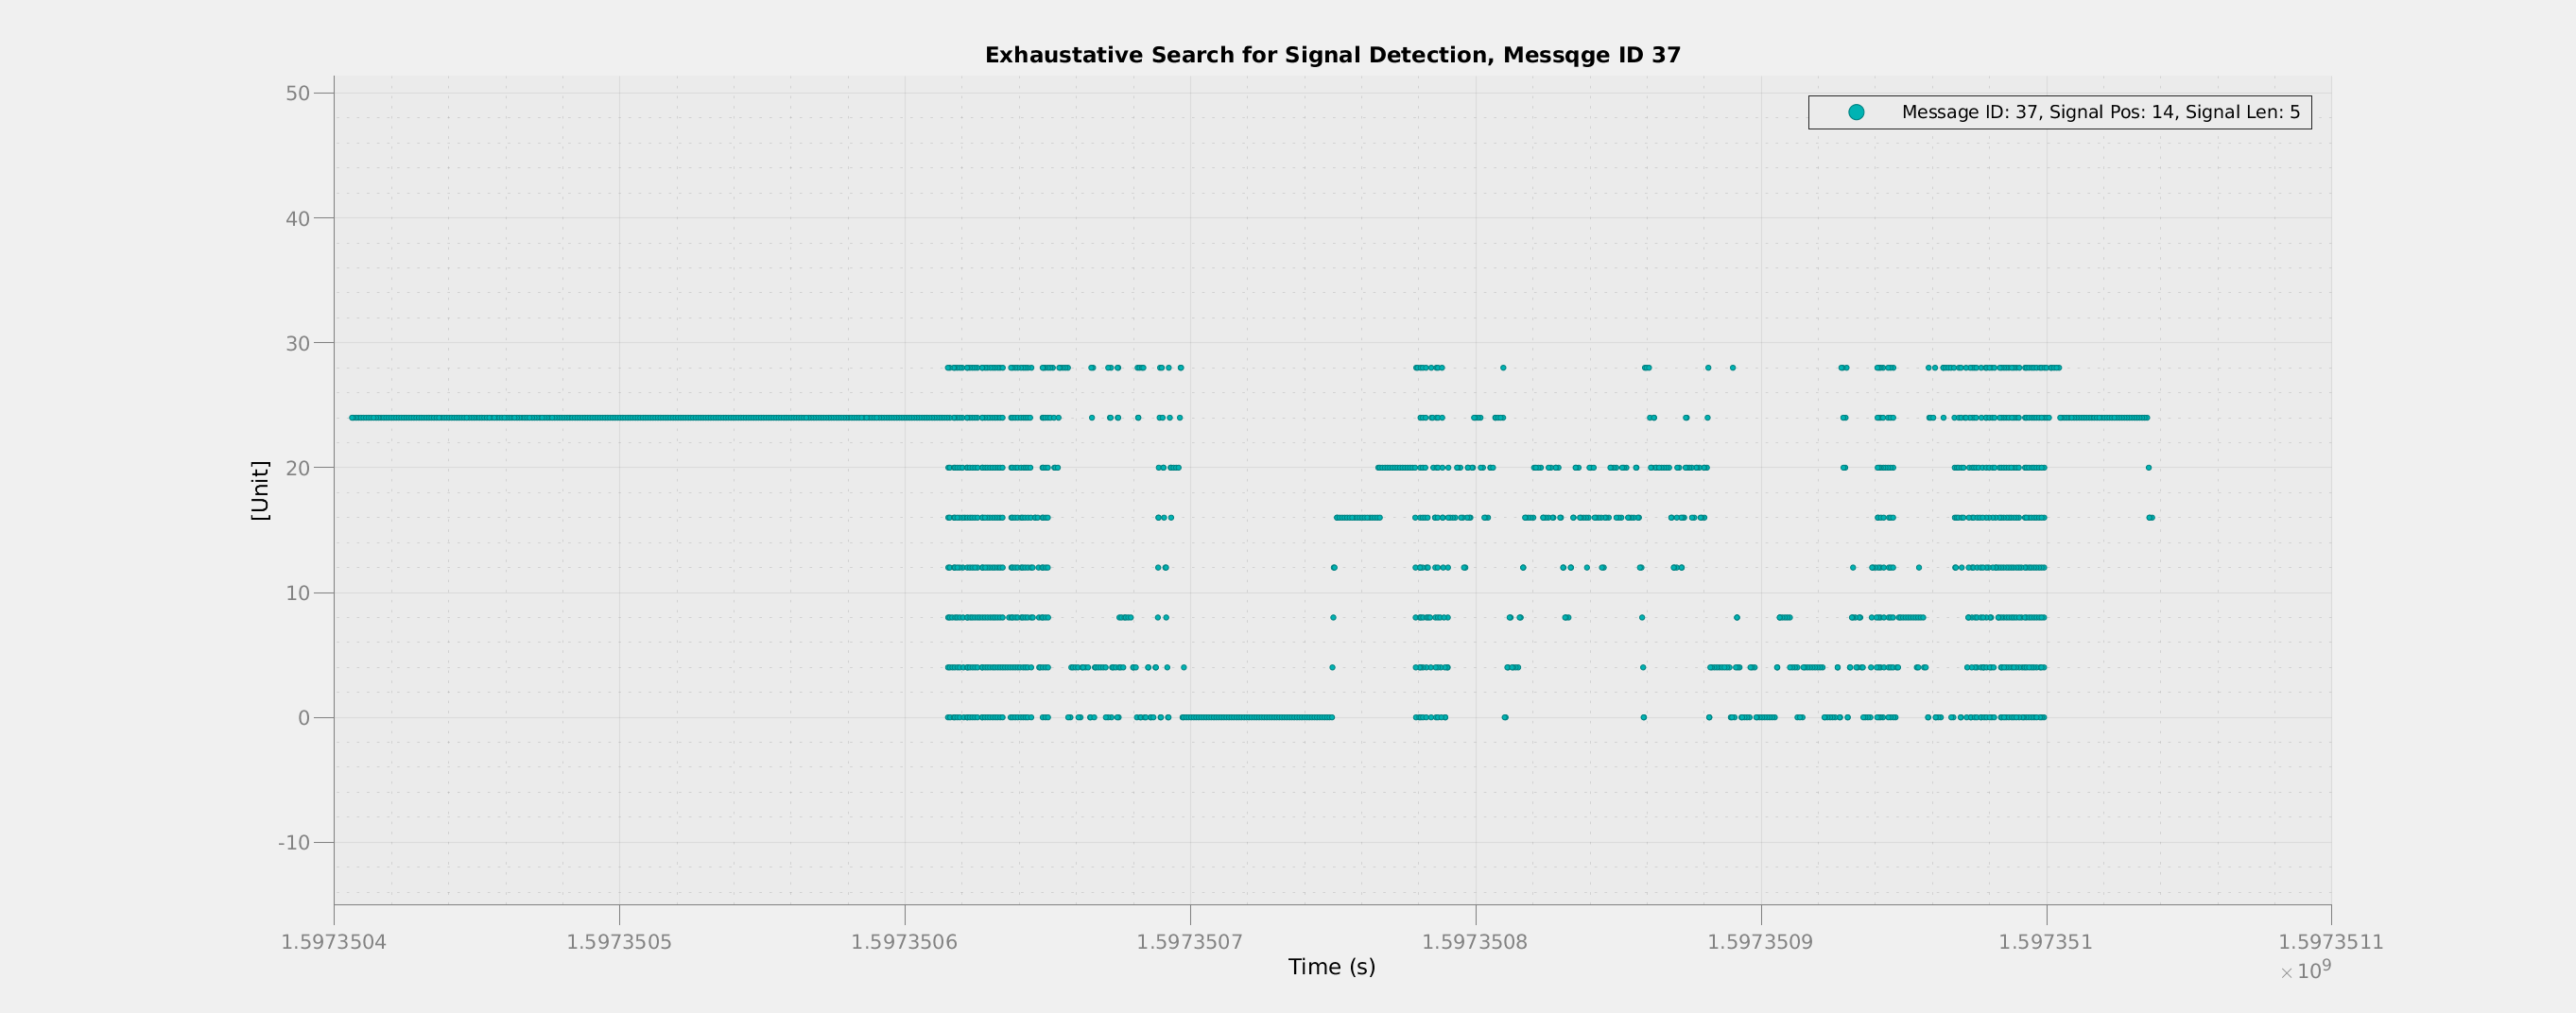 Exhaustative Search for Signal Detection, Messqge ID 37
Message ID: 37, Signal Pos: 14, Signal Len: 5
50
40
30
20
10
0
-10
[Unit]
1.5973504 1.5973505 1.5973506 1.5973507 1.5973508 1.5973509 1.597351 1.5973511
Time (s)
×10⁹